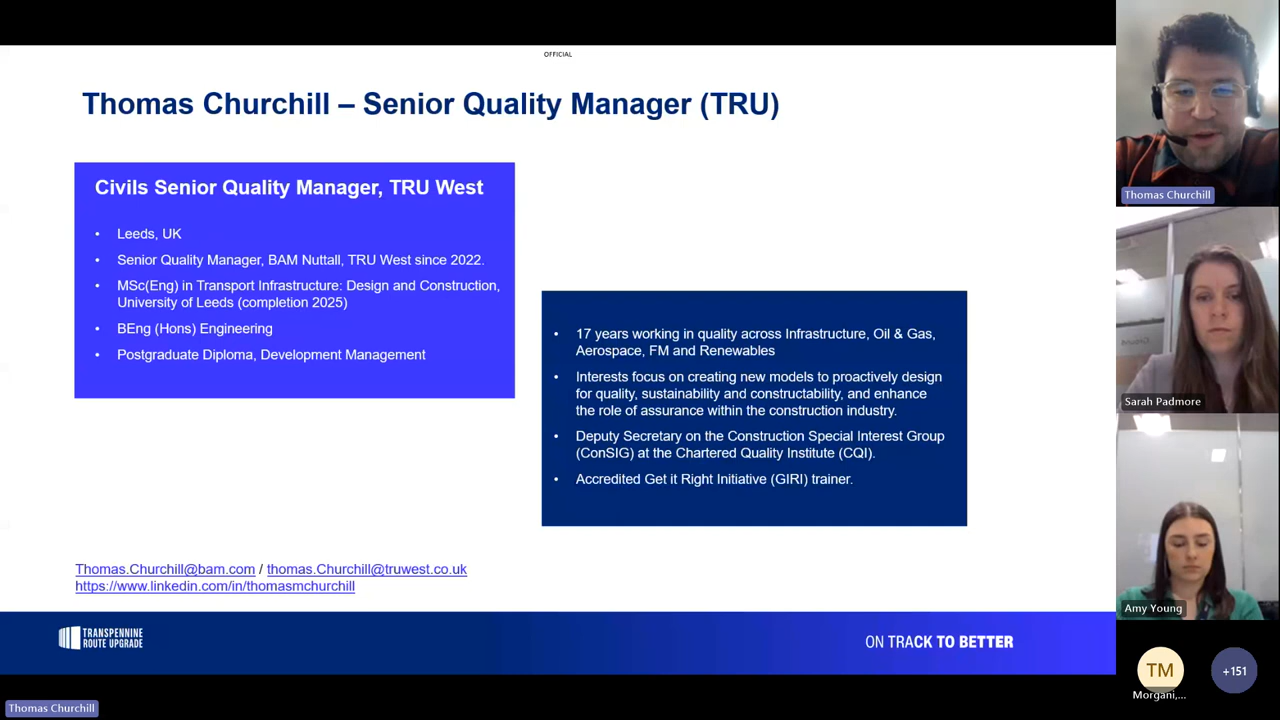 OFFICIAL
Thomas Churchill – Senior Quality Manager (TRU)
Civils Senior Quality Manager, TRU West
• Leeds, UK
• Senior Quality Manager, BAM Nuttall, TRU West since 2022.
• MSc(Eng) in Transport Infrastructure: Design and Construction,
University of Leeds (completion 2025)
• BEng (Hons) Engineering
• Postgraduate Diploma, Development Management
• 17 years working in quality across Infrastructure, Oil & Gas,
Aerospace, FM and Renewables
• Interests focus on creating new models to proactively design
for quality, sustainability and constructability, and enhance
the role of assurance within the construction industry.
• Deputy Secretary on the Construction Special Interest Group
(ConSIG) at the Chartered Quality Institute (CQI).
• Accredited Get it Right Initiative (GIRI) trainer.
Thomas.Churchill@bam.com / thomas.Churchill@truwest.co.uk
https://www.linkedin.com/in/thomasmchurchill
TRANSPENNINE
ROUTE UPGRADE
ON TRACK TO BETTER
Thomas Churchill
Thomas Churchill
Sarah Padmore
Amy Young
TM
Morgani,...
+151